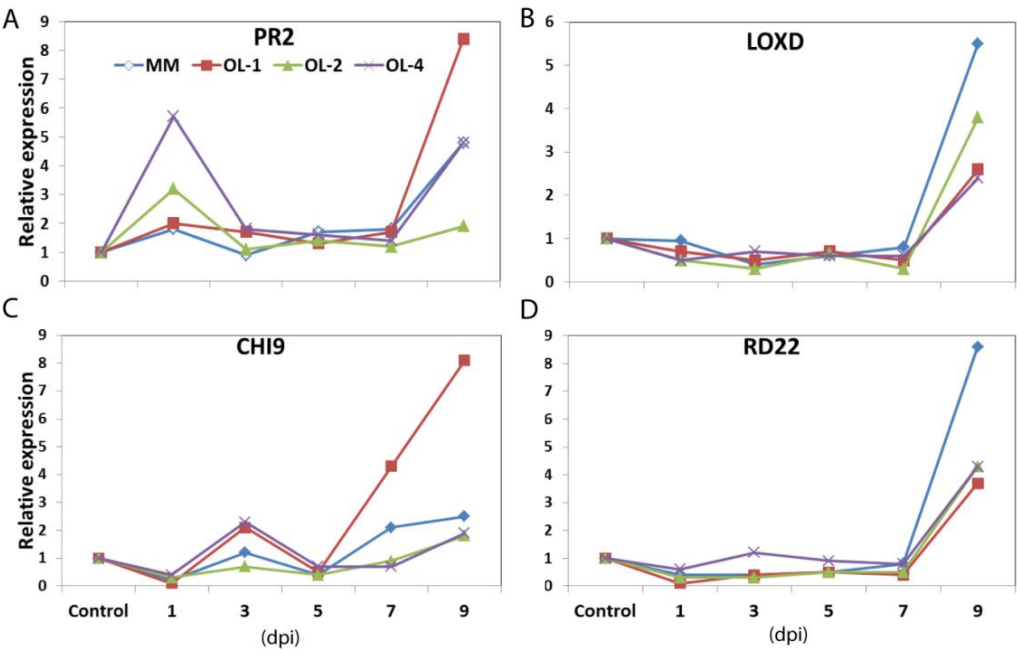 A
PR2
MM OL-1 OL-2 OL-4
Relative expression
9
8
7
6
5
4
3
2
1
0
B
LOXD
6
5
4
3
2
1
0
C
CHI9
Relative expression
9
8
7
6
5
4
3
2
1
0
Control 1 3 5 7 9
(dpi)
D
RD22
9
8
7
6
5
4
3
2
1
0
Control 1 3 5 7 9
(dpi)